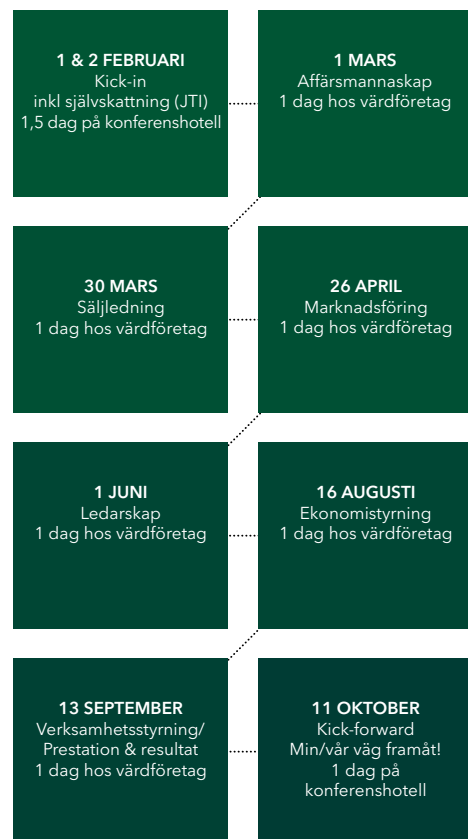 1 & 2 FEBRUARI
Kick-in
inkl självskattning (JTI)
1,5 dag på konferenshotell
1 MARS
Affärsmannaskap
1 dag hos värdföretag
30 MARS
Säljledning
1 dag hos värdföretag
26 APRIL
Marknadsföring
1 dag hos värdföretag
1 JUNI
Ledarskap
1 dag hos värdföretag
16 AUGUSTI
Ekonomistyrning
1 dag hos värdföretag
13 SEPTEMBER
Verksamhetsstyrning/
Prestation & resultat
1 dag hos värdföretag
11 OKTOBER
Kick-forward
Min/vår väg framåt!
1 dag på
konferenshotell